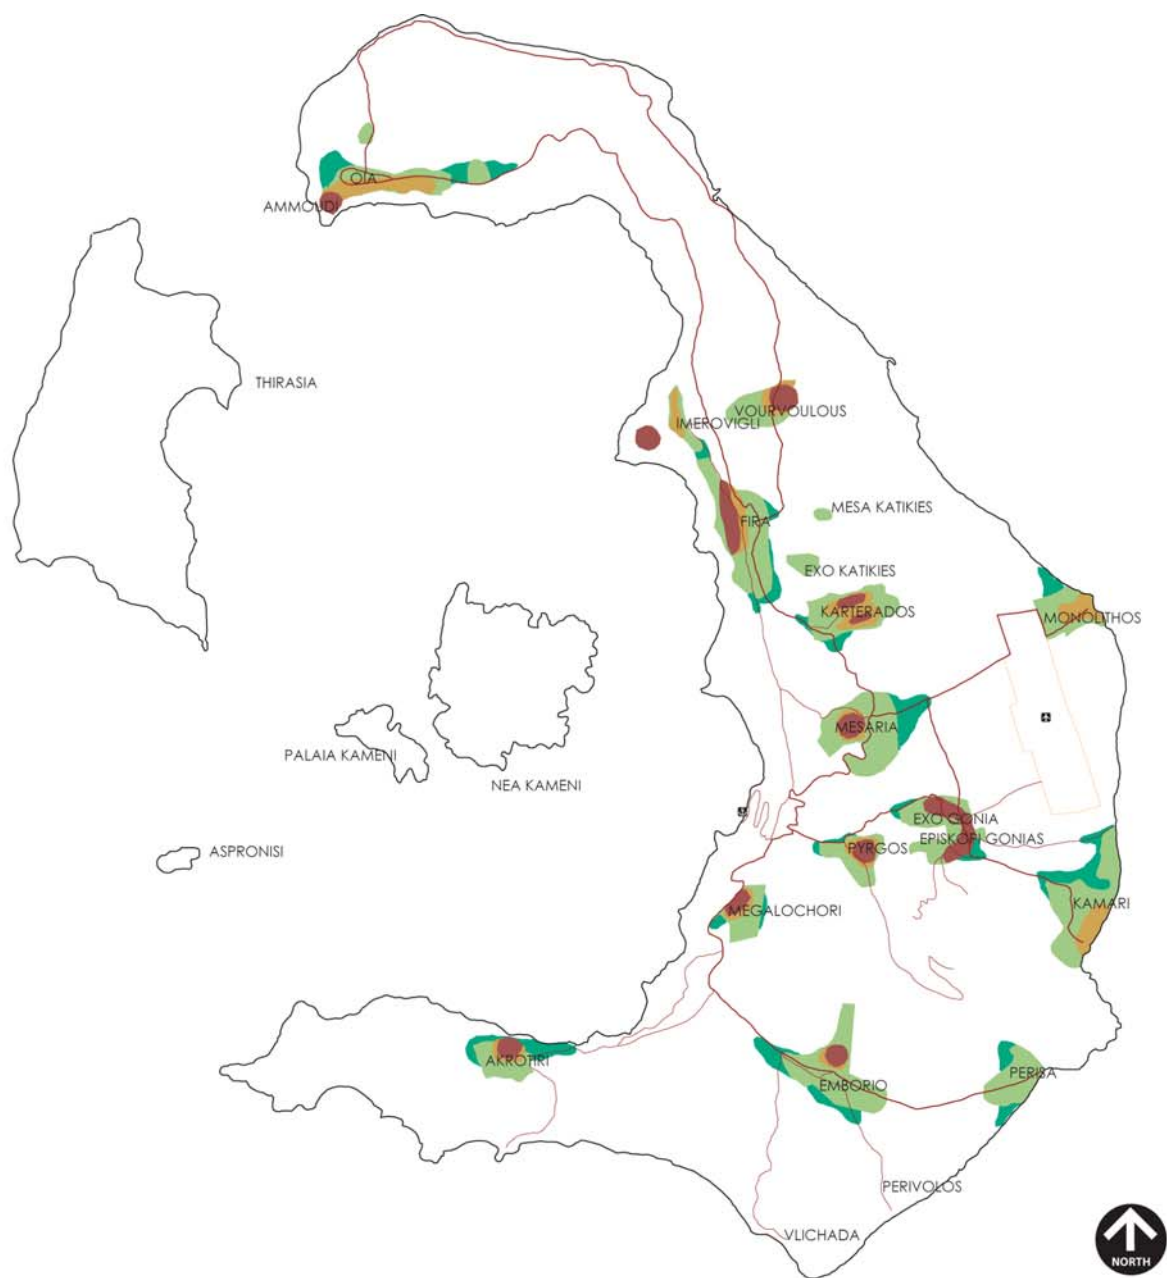 OIA
AMMOUDI
THIRASIA
VOURVOULOUS
IMEROVIGLI
MESA KATIKIES
FIRA
EXO KATIKIES
KARTERADOS
MONOLITHOS
MESARIA
PALAIA KAMENI
NEA KAMENI
EXO GONIA
EPISKOPI GONIAS
PYRGOS
ASPRONISI
KAMARI
MEGALOCHORI
AKROTIRI
PERISA
EMBORIO
PERIVOLOS
VLICHADA
NORTH